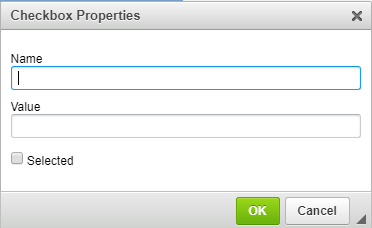 Checkbox Properties
Name
Value
Selected
OK Cancel